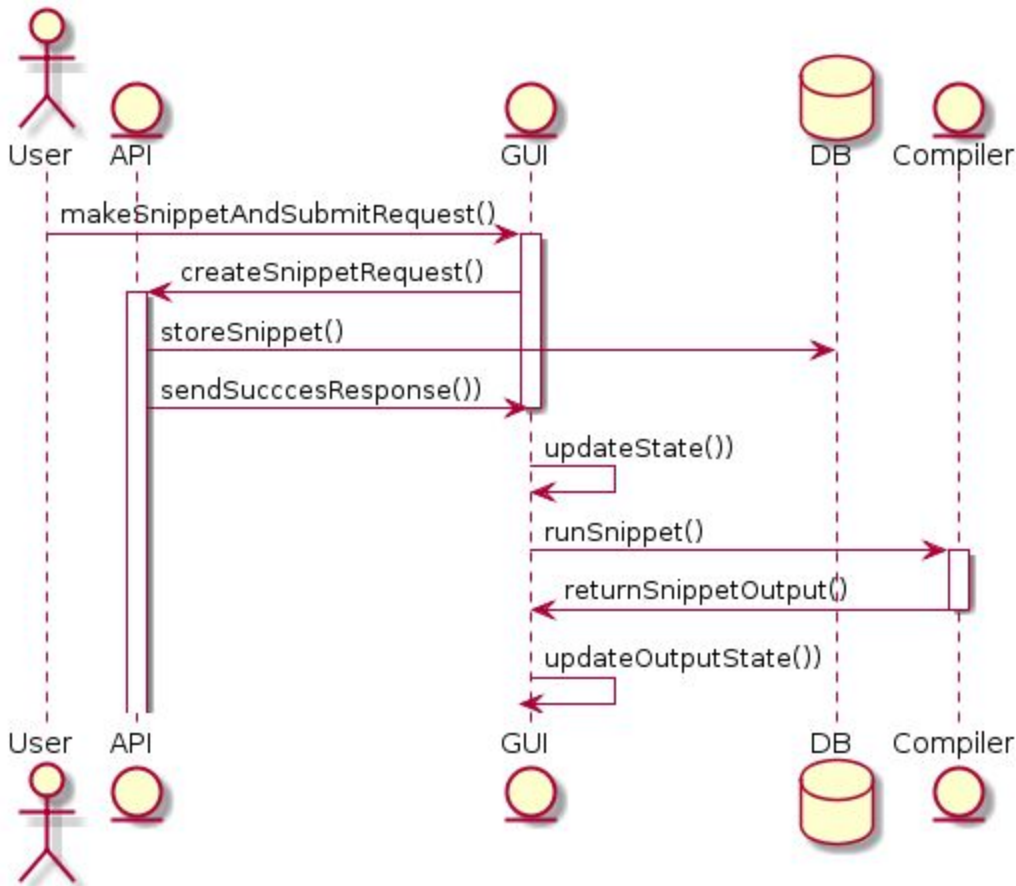 User API GUI DB Compiler
makeSnippetAndSubmitRequest()
createSnippetRequest()
storeSnippet()
sendSucccesResponse())
updateState())
runSnippet()
returnSnippetOutput()
updateOutputState())
User API GUI DB Compiler